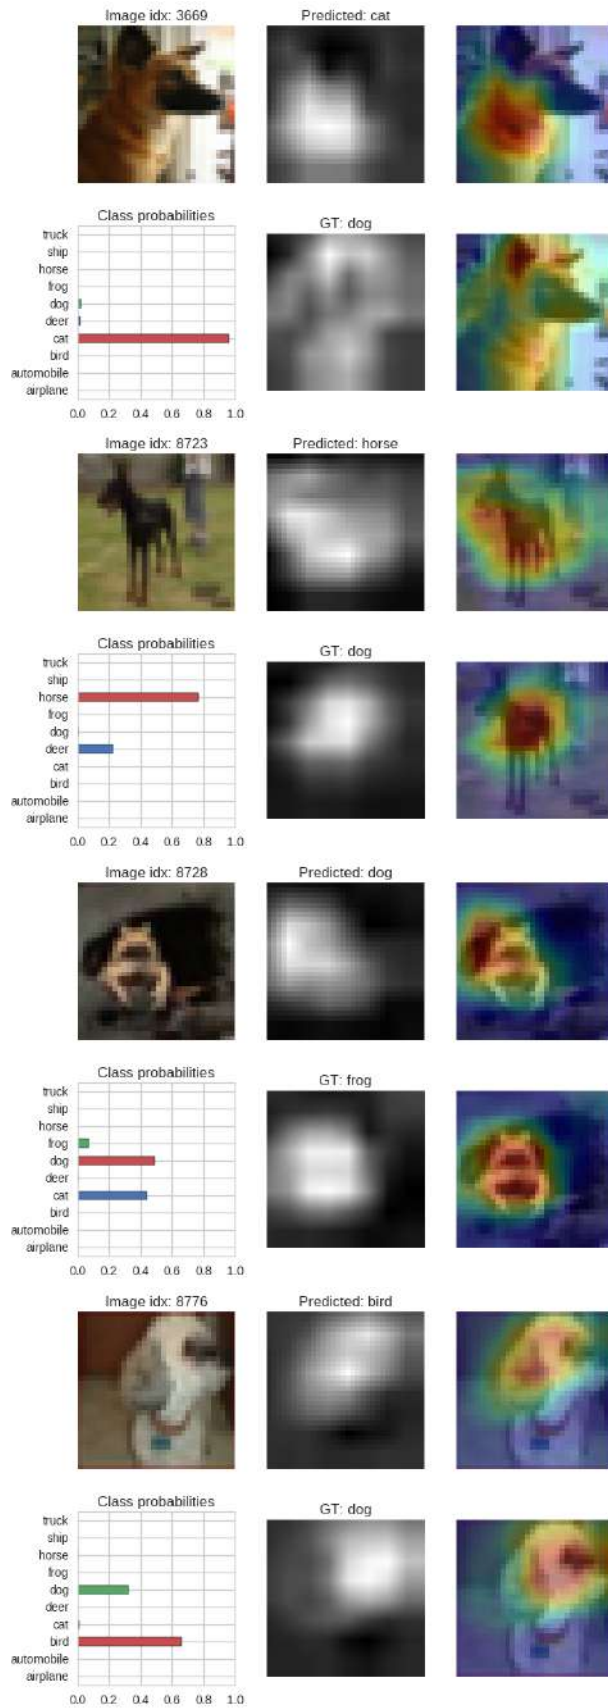 Image idx: 3669
Predicted: cat
Class probabilities
GT: dog
truck
ship
horse
frog
dog
deer
cat
bird
automobile
airplane
0.0 0.2 0.4 0.6 0.8 1.0
Image idx: 8723
Predicted: horse
Class probabilities
GT: dog
truck
ship
horse
frog
dog
deer
cat
bird
automobile
airplane
0.0 0.2 0.4 0.6 0.8 1.0
Image idx: 8728
Predicted: dog
Class probabilities
GT: frog
truck
ship
horse
frog
dog
deer
cat
bird
automobile
airplane
0.0 0.2 0.4 0.6 0.8 1.0
Image idx: 8776
Predicted: bird
Class probabilities
GT: dog
truck
ship
horse
frog
dog
deer
cat
bird
automobile
airplane
0.0 0.2 0.4 0.6 0.8 1.0